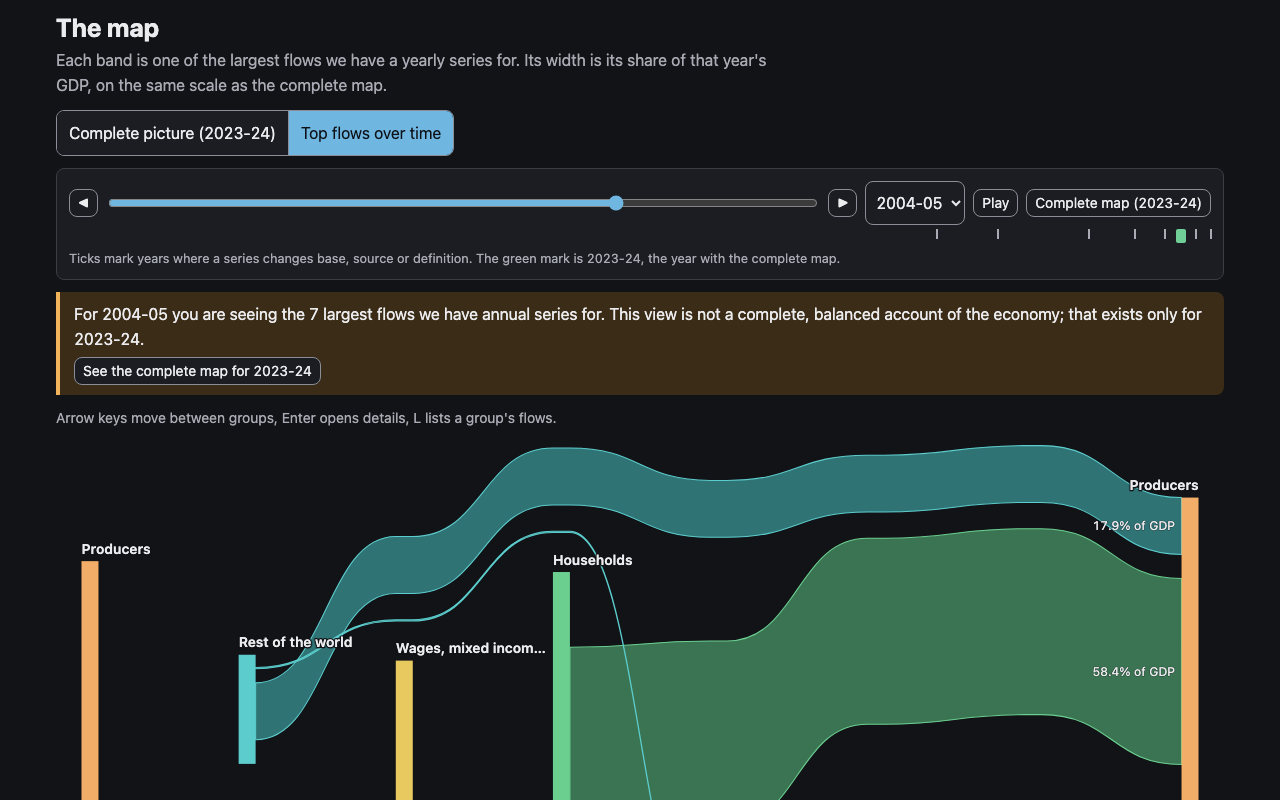 The map
Each band is one of the largest flows we have a yearly series for. Its width is its share of that year's
GDP, on the same scale as the complete map.
Complete picture (2023-24)
Top flows over time
2004-05
Play
Complete map (2023-24)
Ticks mark years where a series changes base, source or definition. The green mark is 2023-24, the year with the complete map.
For 2004-05 you are seeing the 7 largest flows we have annual series for. This view is not a complete, balanced account of the economy; that exists only for
2023-24.
See the complete map for 2023-24
Arrow keys move between groups, Enter opens details, L lists a group's flows.
Producers
17.9% of GDP
Producers
Households
Rest of the world
Wages, mixed incom...
58.4% of GDP